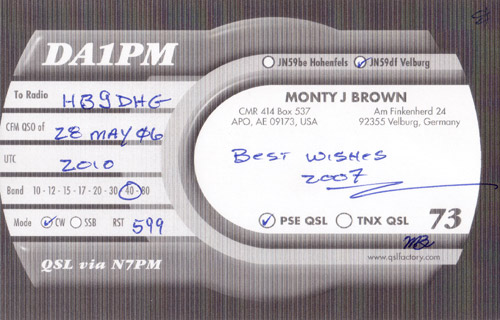 DA1PM
JN59be Hohenfels JN59df Velburg
To Radio HB9DHG
CFM QSO of 28 MAY 06
UTC 2010
Band 10 - 12 - 15 - 17 - 20 - 30 - 40 - 80
Mode CW SSB RST 599
QSL via N7PM
MONTY J BROWN
CMR 414 Box 537 Am Finkenherd 24
APO, AE 09173, USA 92355 Velburg, Germany
BEST WISHES
2007
PSE QSL TNX QSL 73
www.qslfactory.com